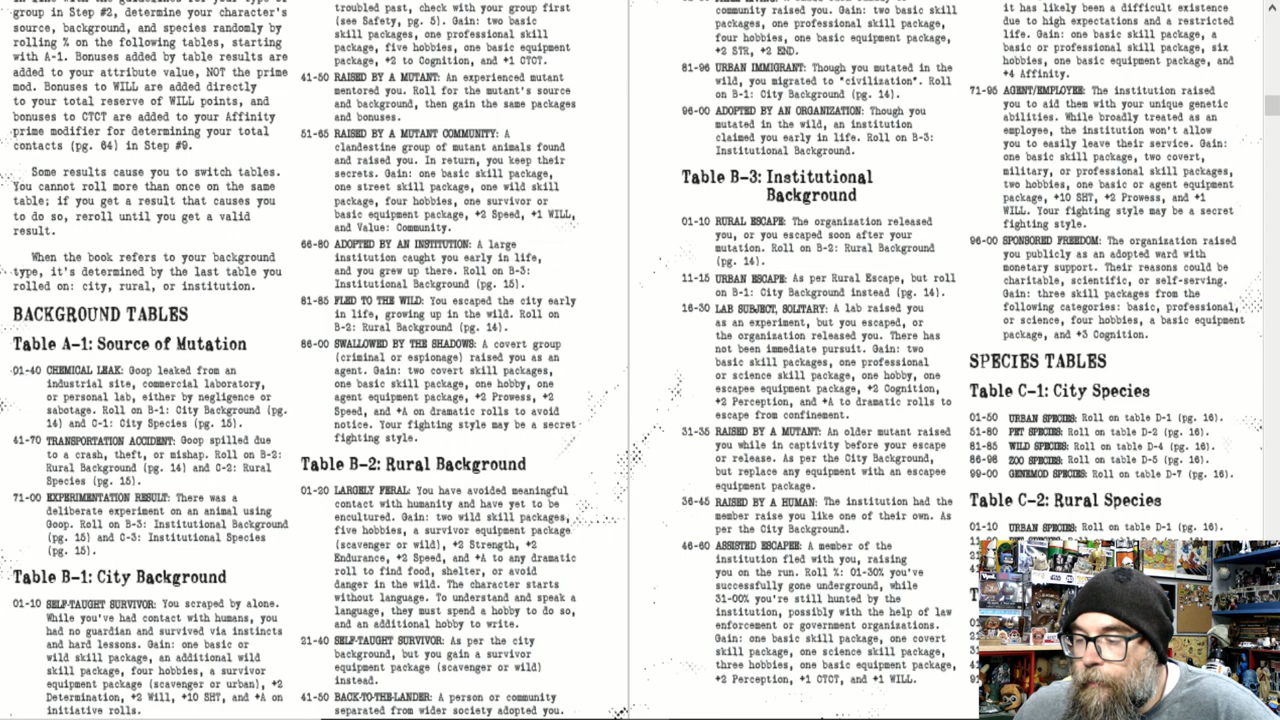 in line with the guidelines for your type or
group in Step #2, determine your character's
source, background, and species randomly by
rolling % on the following tables, starting
with A-1. Bonuses added by table results are
added to your attribute value, NOT the prime
mod. Bonuses to WILL are added directly
to your total reserve of WILL points, and
bonuses to CTCT are added to your Affinity
prime modifier for determining your total
contacts (pg. 64) in Step #9.
Some results cause you to switch tables.
You cannot roll more than once on the same
table; if you get a result that causes you
to do so, reroll until you get a valid
result.
When the book refers to your background
type, it's determined by the last table you
rolled on: city, rural, or institution.
BACKGROUND TABLES
Table A-1: Source of Mutation
01-40 CHEMICAL LEAK: Goop leaked from an
industrial site, commercial laboratory,
or personal lab, either by negligence or
sabotage. Roll on B-1: City Background (pg.
14) and C-1: City Species (pg. 15).
41-70 TRANSPORTATION ACCIDENT: Goop spilled due
to a crash, theft, or mishap. Roll on B-2:
Rural Background (pg. 14) and C-2: Rural
Species (pg. 15).
71-00 EXPERIMENTATION RESULT: There was a
deliberate experiment on an animal using
Goop. Roll on B-3: Institutional Background
(pg. 15) and C-3: Institutional Species
(pg. 15).
Table B-1: City Background
01-10 SELF-TAUGHT SURVIVOR: You scraped by alone.
While you've had contact with humans, you
had no guardian and survived via instincts
and hard lessons. Gain: one basic or
wild skill package, an additional wild
skill package, four hobbies, a survivor
equipment package (scavenger or urban), +2
Determination, +2 Will, +10 SHT, and +A on
initiative rolls.
troubled past, check with your group first
(see Safety, pg. 5). Gain: two basic
skill packages, one professional skill
package, five hobbies, one basic equipment
package, +2 to Cognition, and +1 CTCT.
41-50 RAISED BY A MUTANT: An experienced mutant
mentored you. Roll for the mutant's source
and background, then gain the same packages
and bonuses.
51-65 RAISED BY A MUTANT COMMUNITY: A
clandestine group of mutant animals found
and raised you. In return, you keep their
secrets. Gain: one basic skill package,
one street skill package, one wild skill
package, four hobbies, one survivor or
basic equipment package, +2 Speed, +1 WILL,
and Value: Community.
66-80 ADOPTED BY AN INSTITUTION: A large
institution caught you early in life,
and you grew up there. Roll on B-3:
Institutional Background (pg. 15).
81-85 FLED TO THE WILD: You escaped the city early
in life, growing up in the wild. Roll on
B-2: Rural Background (pg. 14).
86-00 SWALLOWED BY THE SHADOWS: A covert group
(criminal or espionage) raised you as an
agent. Gain: two covert skill packages,
one basic skill package, one hobby, one
agent equipment package, +2 Prowess, +2
Speed, and +A on dramatic rolls to avoid
notice. Your fighting style may be a secret
fighting style.
Table B-2: Rural Background
01-20 LARGELY FERAL: You have avoided meaningful
contact with humanity and have yet to be
encultured. Gain: two wild skill packages,
five hobbies, a survivor equipment package
(scavenger or wild), +2 Strength, +2
Endurance, +2 Speed, and +A to any dramatic
roll to find food, shelter, or avoid
danger in the wild. The character starts
without language. To understand and speak a
language, they must spend a hobby to do so,
and an additional hobby to write.
21-40 SELF-TAUGHT SURVIVOR: As per the city
background, but you gain a survivor
equipment package (scavenger or wild)
instead.
41-50 BACK-TO-THE-LANDER: A person or community
separated from wider society adopted you.
community raised you. Gain: two basic skill
packages, one professional skill package,
four hobbies, one basic equipment package,
+2 STR, +2 END.
81-96 URBAN IMMIGRANT: Though you mutated in the
wild, you migrated to "civilization". Roll
on B-1: City Background (pg. 14).
96-00 ADOPTED BY AN ORGANIZATION: Though you
mutated in the wild, an institution
claimed you early in life. Roll on B-3:
Institutional Background.
Table B-3: Institutional
Background
01-10 RURAL ESCAPE: The organization released
you, or you escaped soon after your
mutation. Roll on B-2: Rural Background
(pg. 14).
11-15 URBAN ESCAPE: As per Rural Escape, but roll
on B-1: City Background instead (pg. 14).
16-30 LAB SUBJECT, SOLITARY: A lab raised you
as an experiment, but you escaped, or
the organization released you. There has
not been immediate pursuit. Gain: two
basic skill packages, one professional
or science skill package, one hobby, one
escapee equipment package, +2 Cognition,
+2 Perception, and +A to dramatic rolls to
escape from confinement.
31-35 RAISED BY A MUTANT: An older mutant raised
you while in captivity before your escape
or release. As per the City Background,
but replace any equipment with an escapee
equipment package.
36-45 RAISED BY A HUMAN: The institution had the
member raise you like one of their own. As
per the City Background.
46-60 ASSISTED ESCAPEE: A member of the
institution fled with you, raising
you on the run. Roll %: 01-30% you've
successfully gone underground, while
31-00% you're still hunted by the
institution, possibly with the help of law
enforcement or government organizations.
Gain: one basic skill package, one covert
skill package, one science skill package,
three hobbies, one basic equipment package,
+2 Perception, +1 CTCT, and +1 WILL.
it has likely been a difficult existence
due to high expectations and a restricted
life. Gain: one basic skill package, a
basic or professional skill package, six
hobbies, one basic equipment package, and
+4 Affinity.
71-95 AGENT/EMPLOYEE: The institution raised
you to aid them with your unique genetic
abilities. While broadly treated as an
employee, the institution won't allow
you to easily leave their service. Gain:
one basic skill package, two covert,
military, or professional skill packages,
two hobbies, one basic or agent equipment
package, +10 SHT, +2 Prowess, and +1
WILL. Your fighting style may be a secret
fighting style.
96-00 SPONSORED FREEDOM: The organization raised
you publicly as an adopted ward with
monetary support. Their reasons could be
charitable, scientific, or self-serving.
Gain: three skill packages from the
following categories: basic, professional,
or science, four hobbies, a basic equipment
package, and +3 Cognition.
SPECIES TABLES
Table C-1: City Species
01-50 URBAN SPECIES: Roll on table D-1 (pg. 16).
51-80 PET SPECIES: Roll on table D-2 (pg. 16).
81-85 WILD SPECIES: Roll on table D-4 (pg. 16).
86-98 ZOO SPECIES: Roll on table D-5 (pg. 16).
99-00 GENEMOD SPECIES: Roll on table D-7 (pg. 16).
Table C-2: Rural Species
01-10 URBAN SPECIES: Roll on table D-1 (pg. 16).